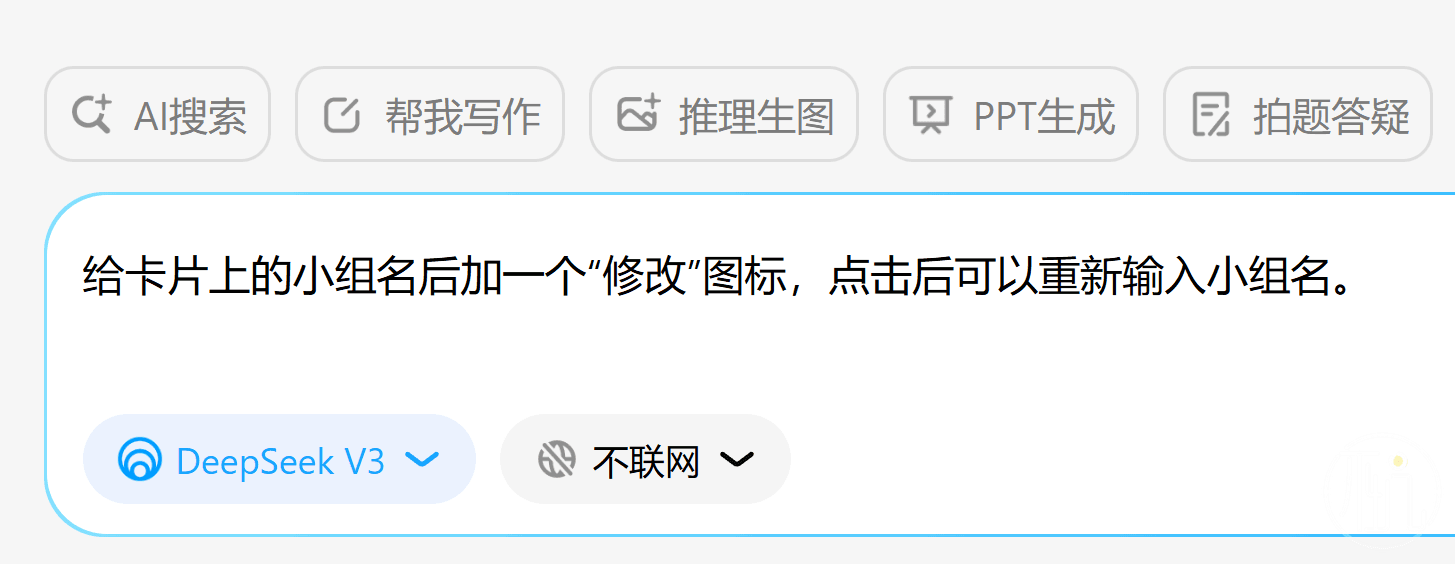 AI搜索 帮我写作 推理生图 PPT生成 拍题答疑
给卡片上的小组名后加一个“修改”图标，点击后可以重新输入小组名。
DeepSeek V3 不联网